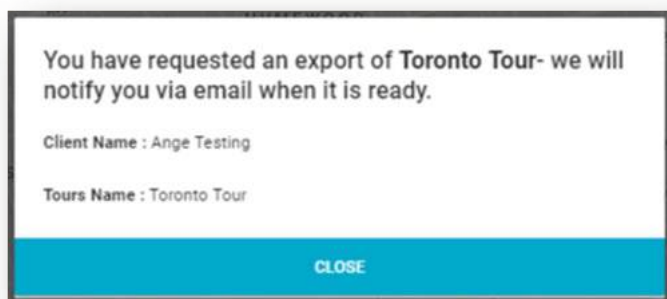 You have requested an export of Toronto Tour- we will
notify you via email when it is ready.
Client Name : Ange Testing
Tours Name : Toronto Tour
CLOSE